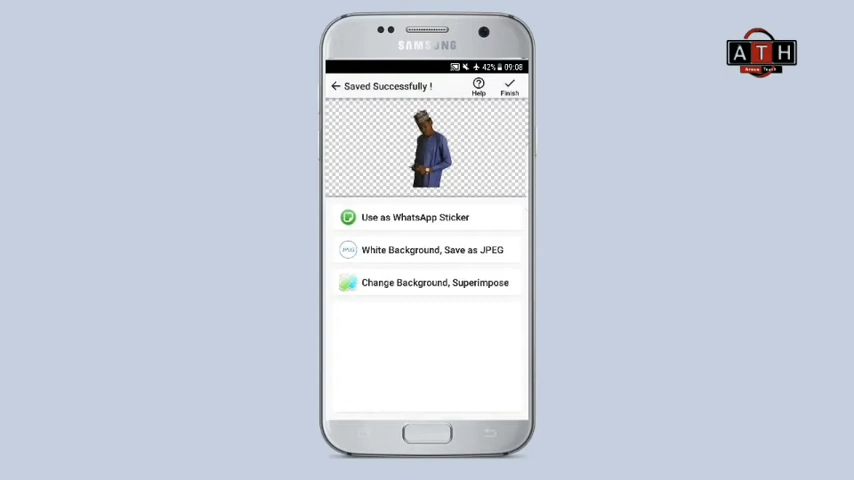 SAMSUNG
42% 09:08
Saved Successfully !
Help
Finish
Use as WhatsApp Sticker
JPEG
White Background, Save as JPEG
Change Background, Superimpose
ATH